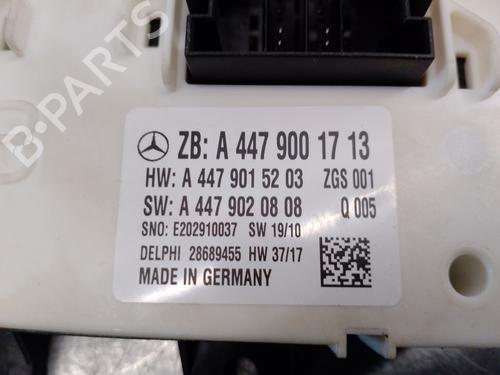 ZB: A 447 900 17 13
HW: A 447 901 52 03 ZGS 001
SW: A 447 902 08 08 Q 005
SNO: E202910037 SW 19/10
DELPHI 28689455 HW 37/17
MADE IN GERMANY
B-PARTS